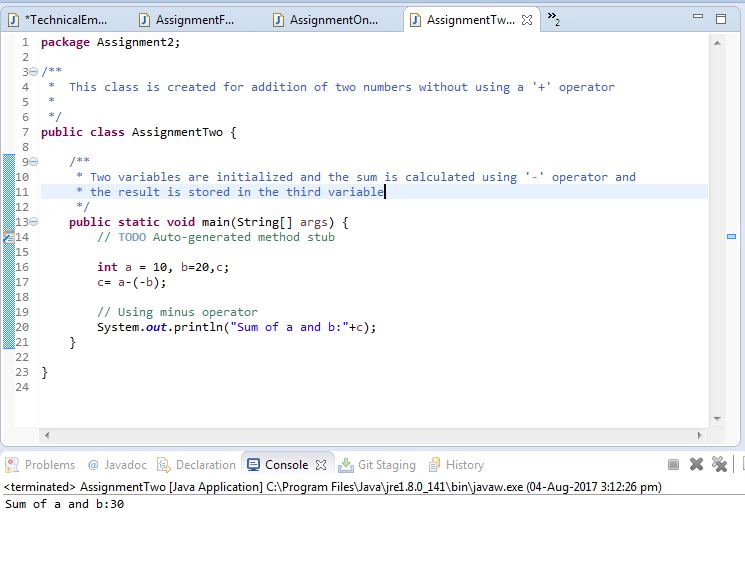 *TechnicalEm... AssignmentF... AssignmentOn... AssignmentTw... »2
1 package Assignment2;
2
3 /**
4  *  This class is created for addition of two numbers without using a '+' operator
5  *
6  */
7 public class AssignmentTwo {
8
9     /**
10      * Two variables are initialized and the sum is calculated using '-' operator and
11      * the result is stored in the third variable
12      */
13     public static void main(String[] args) {
14         // TODO Auto-generated method stub
15
16         int a = 10, b=20,c;
17         c= a-(-b);
18
19         // Using minus operator
20         System.out.println("Sum of a and b:"+c);
21     }
22
23 }
24
Problems @ Javadoc Declaration Console Git Staging History
<terminated> AssignmentTwo [Java Application] C:\Program Files\Java\jre1.8.0_141\bin\javaw.exe (04-Aug-2017 3:12:26 pm)
Sum of a and b:30